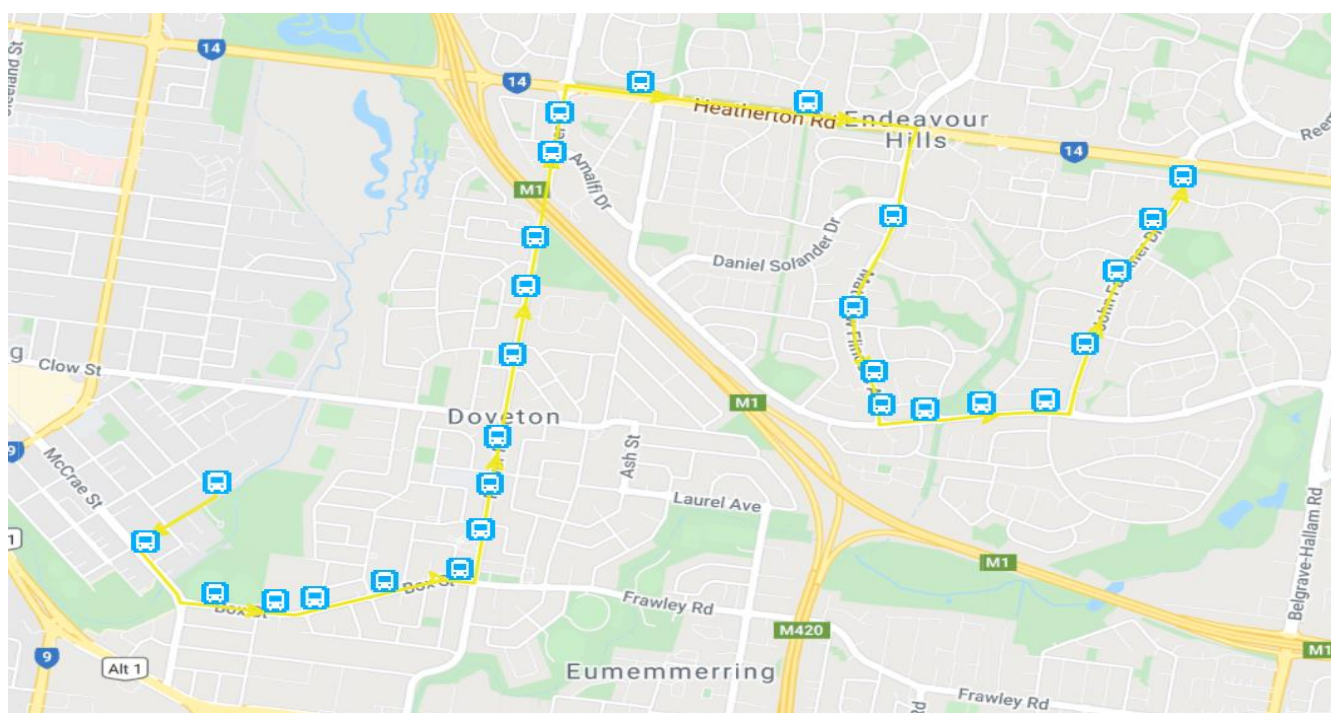 14
14
Heatherton Rd
Endeavour
Hills
14
Amalfi Dr
M1
Daniel Solander Dr
Clow St
M1
Doveton
Ash St
9
McCrae St
Laurel Ave
1
M1
Box St
Box St
Frawley Rd
M420
Belgrave-Hallam Rd
9
Alt 1
M1
Eumemmerring
Frawley Rd